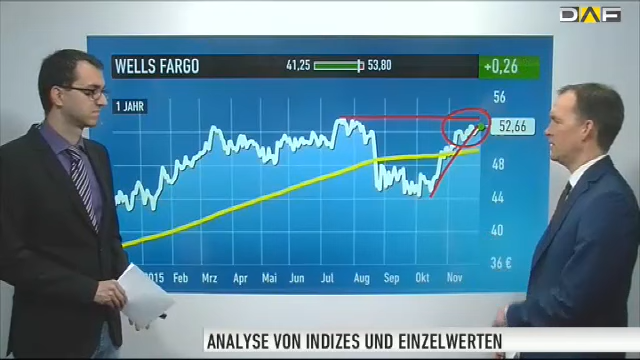 DAF
WELLS FARGO
41,25
53,80
+0,26
1 JAHR
56
52,66
48
44
40
36 €
2015 Feb Mrz Apr Mai Jun Jul Aug Sep Okt Nov
ANALYSE VON INDIZES UND EINZELWERTEN